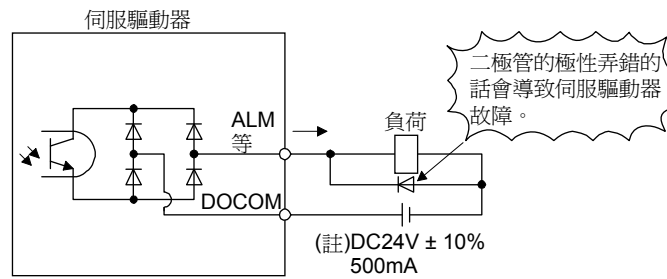 伺服驅動器
二極管的極性弄錯的
話會導致伺服驅動器
故障。
ALM
等
負荷
DOCOM
(註)DC24V ± 10%
500mA